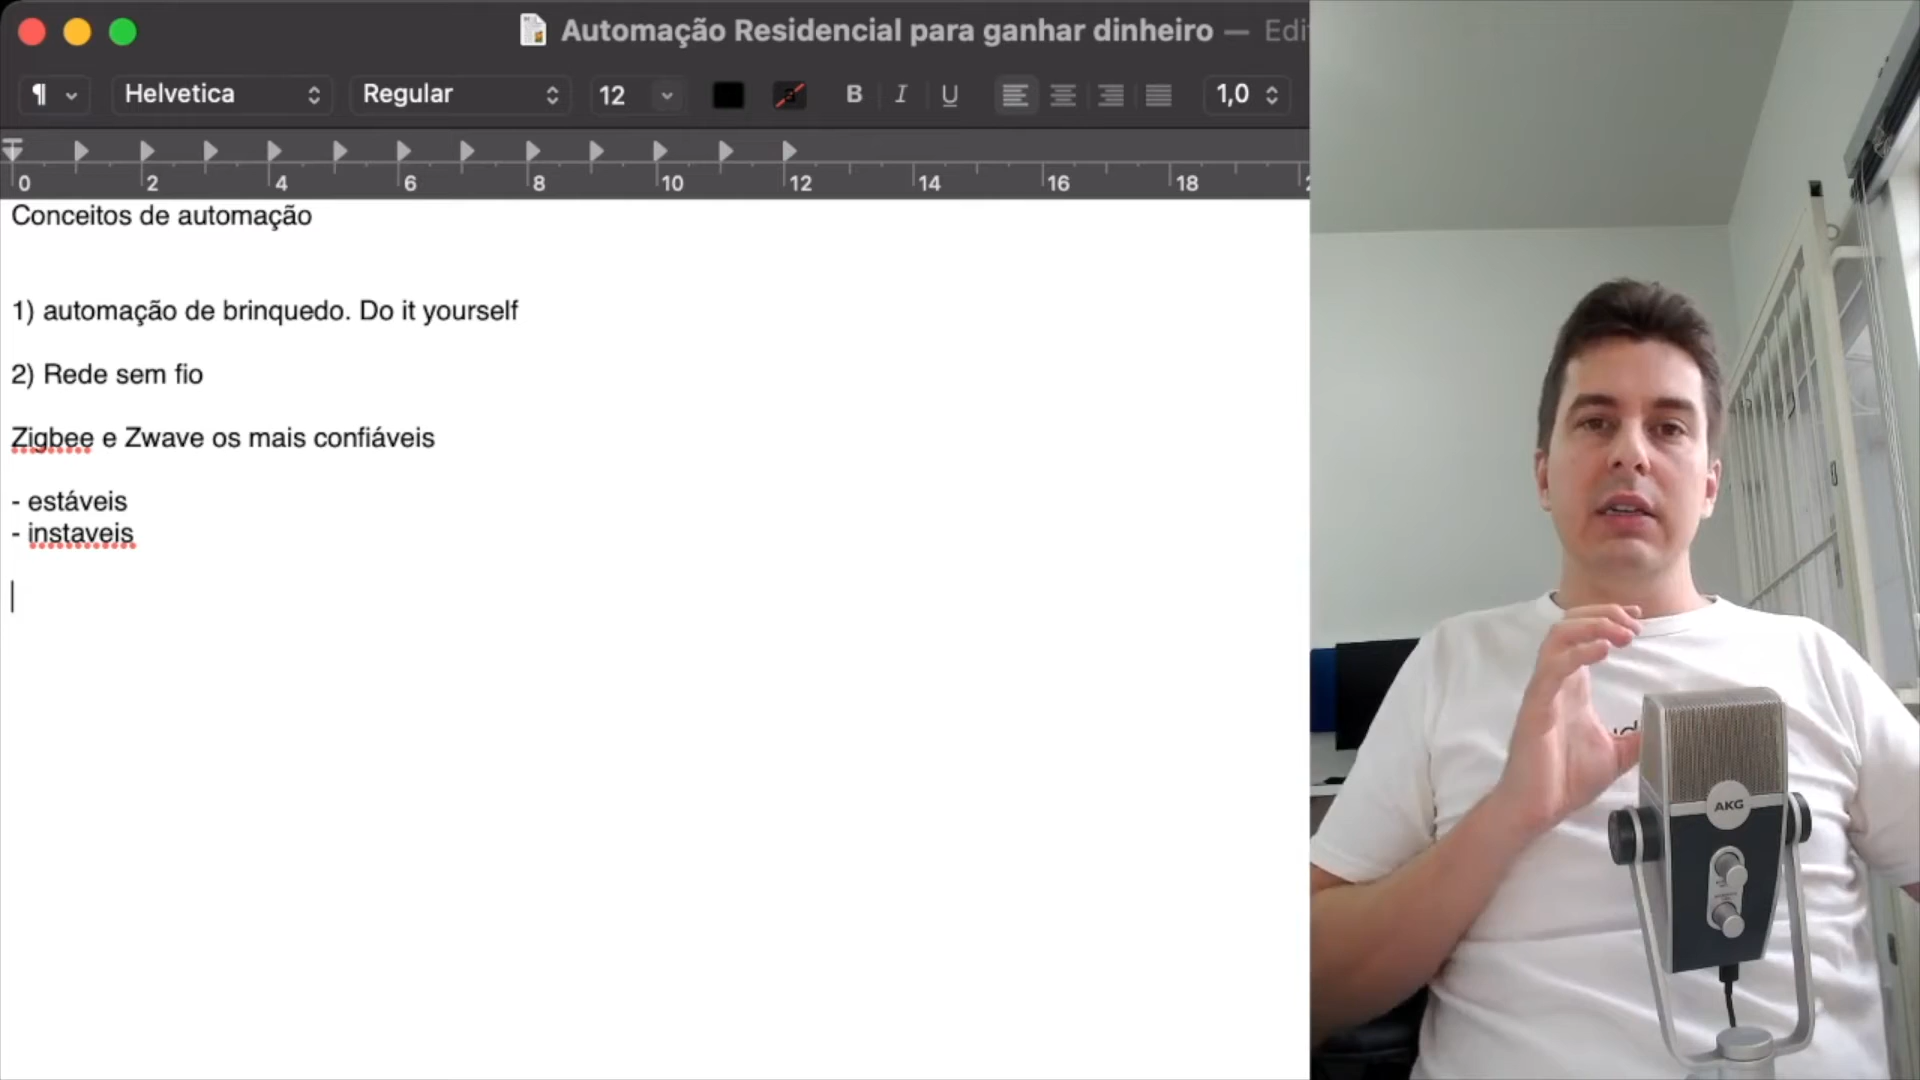 Automação Residencial para ganhar dinheiro — Edi
¶ Helvetica Regular 12 a B I U 1,0
0 2 4 6 8 10 12 14 16 18
Conceitos de automação
1) automação de brinquedo. Do it yourself
2) Rede sem fio
Zigbee e Zwave os mais confiáveis
- estáveis
- instaveis
AKG